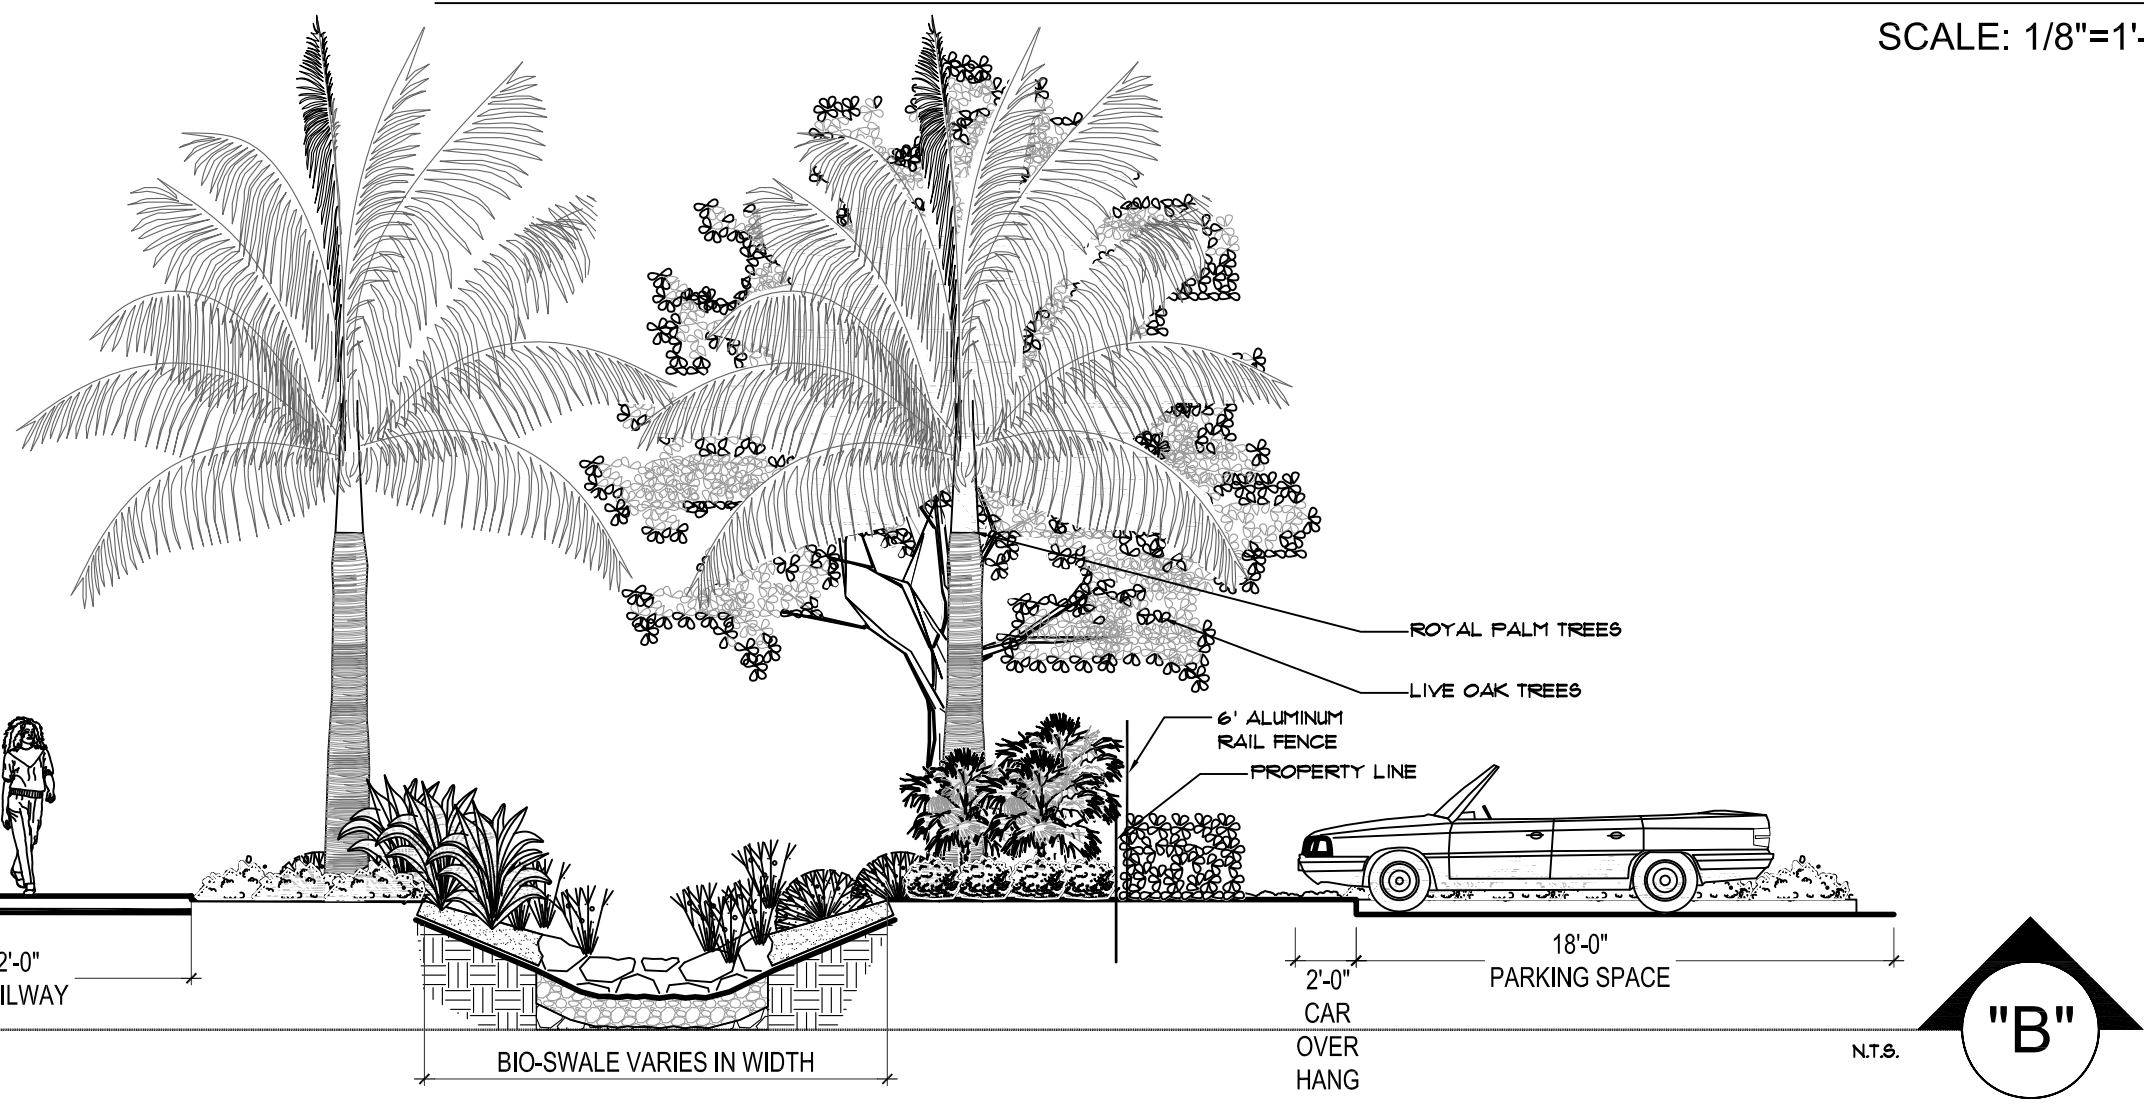 SCALE: 1/8"=1'-
ROYAL PALM TREES
LIVE OAK TREES
6' ALUMINUM
RAIL FENCE
PROPERTY LINE
2'-0"
ILWAY
BIO-SWALE VARIES IN WIDTH
2'-0"
CAR
OVER
HANG
18'-0"
PARKING SPACE
N.T.S.
"B"